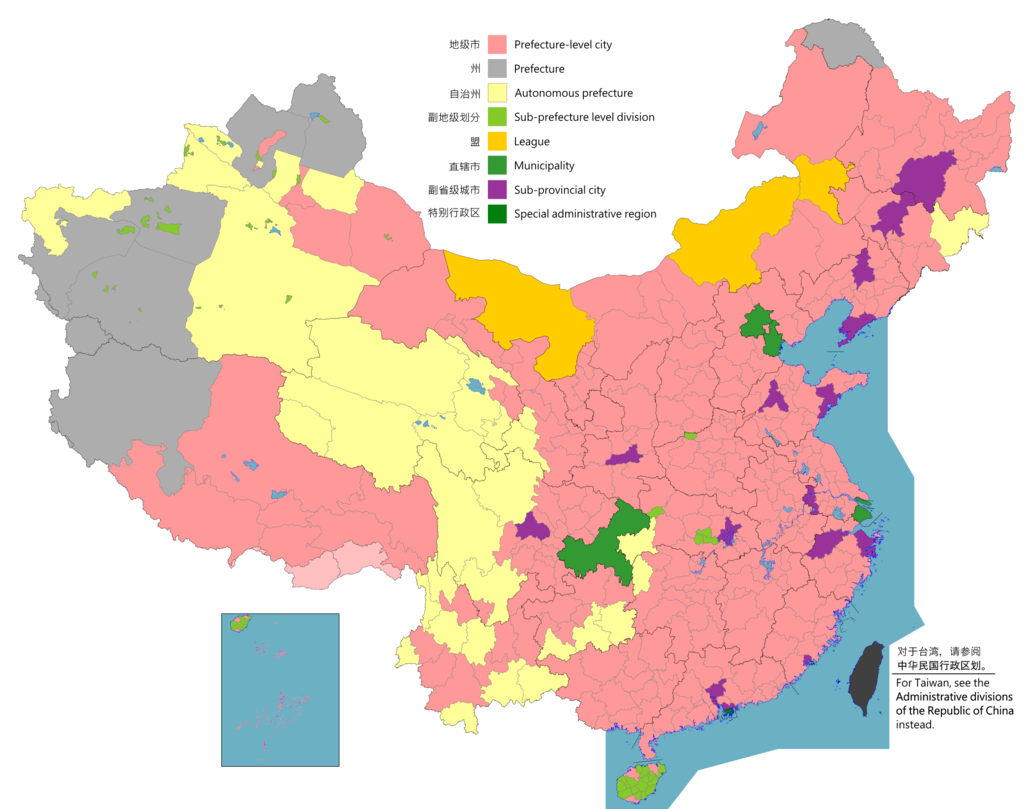 地级市 Prefecture-level city
州 Prefecture
自治州 Autonomous prefecture
副地级划分 Sub-prefecture level division
盟 League
直辖市 Municipality
副省级城市 Sub-provincial city
特别行政区 Special administrative region
对于台湾，请参阅
中华民国行政区划。
For Taiwan, see the
Administrative divisions
of the Republic of China
instead.